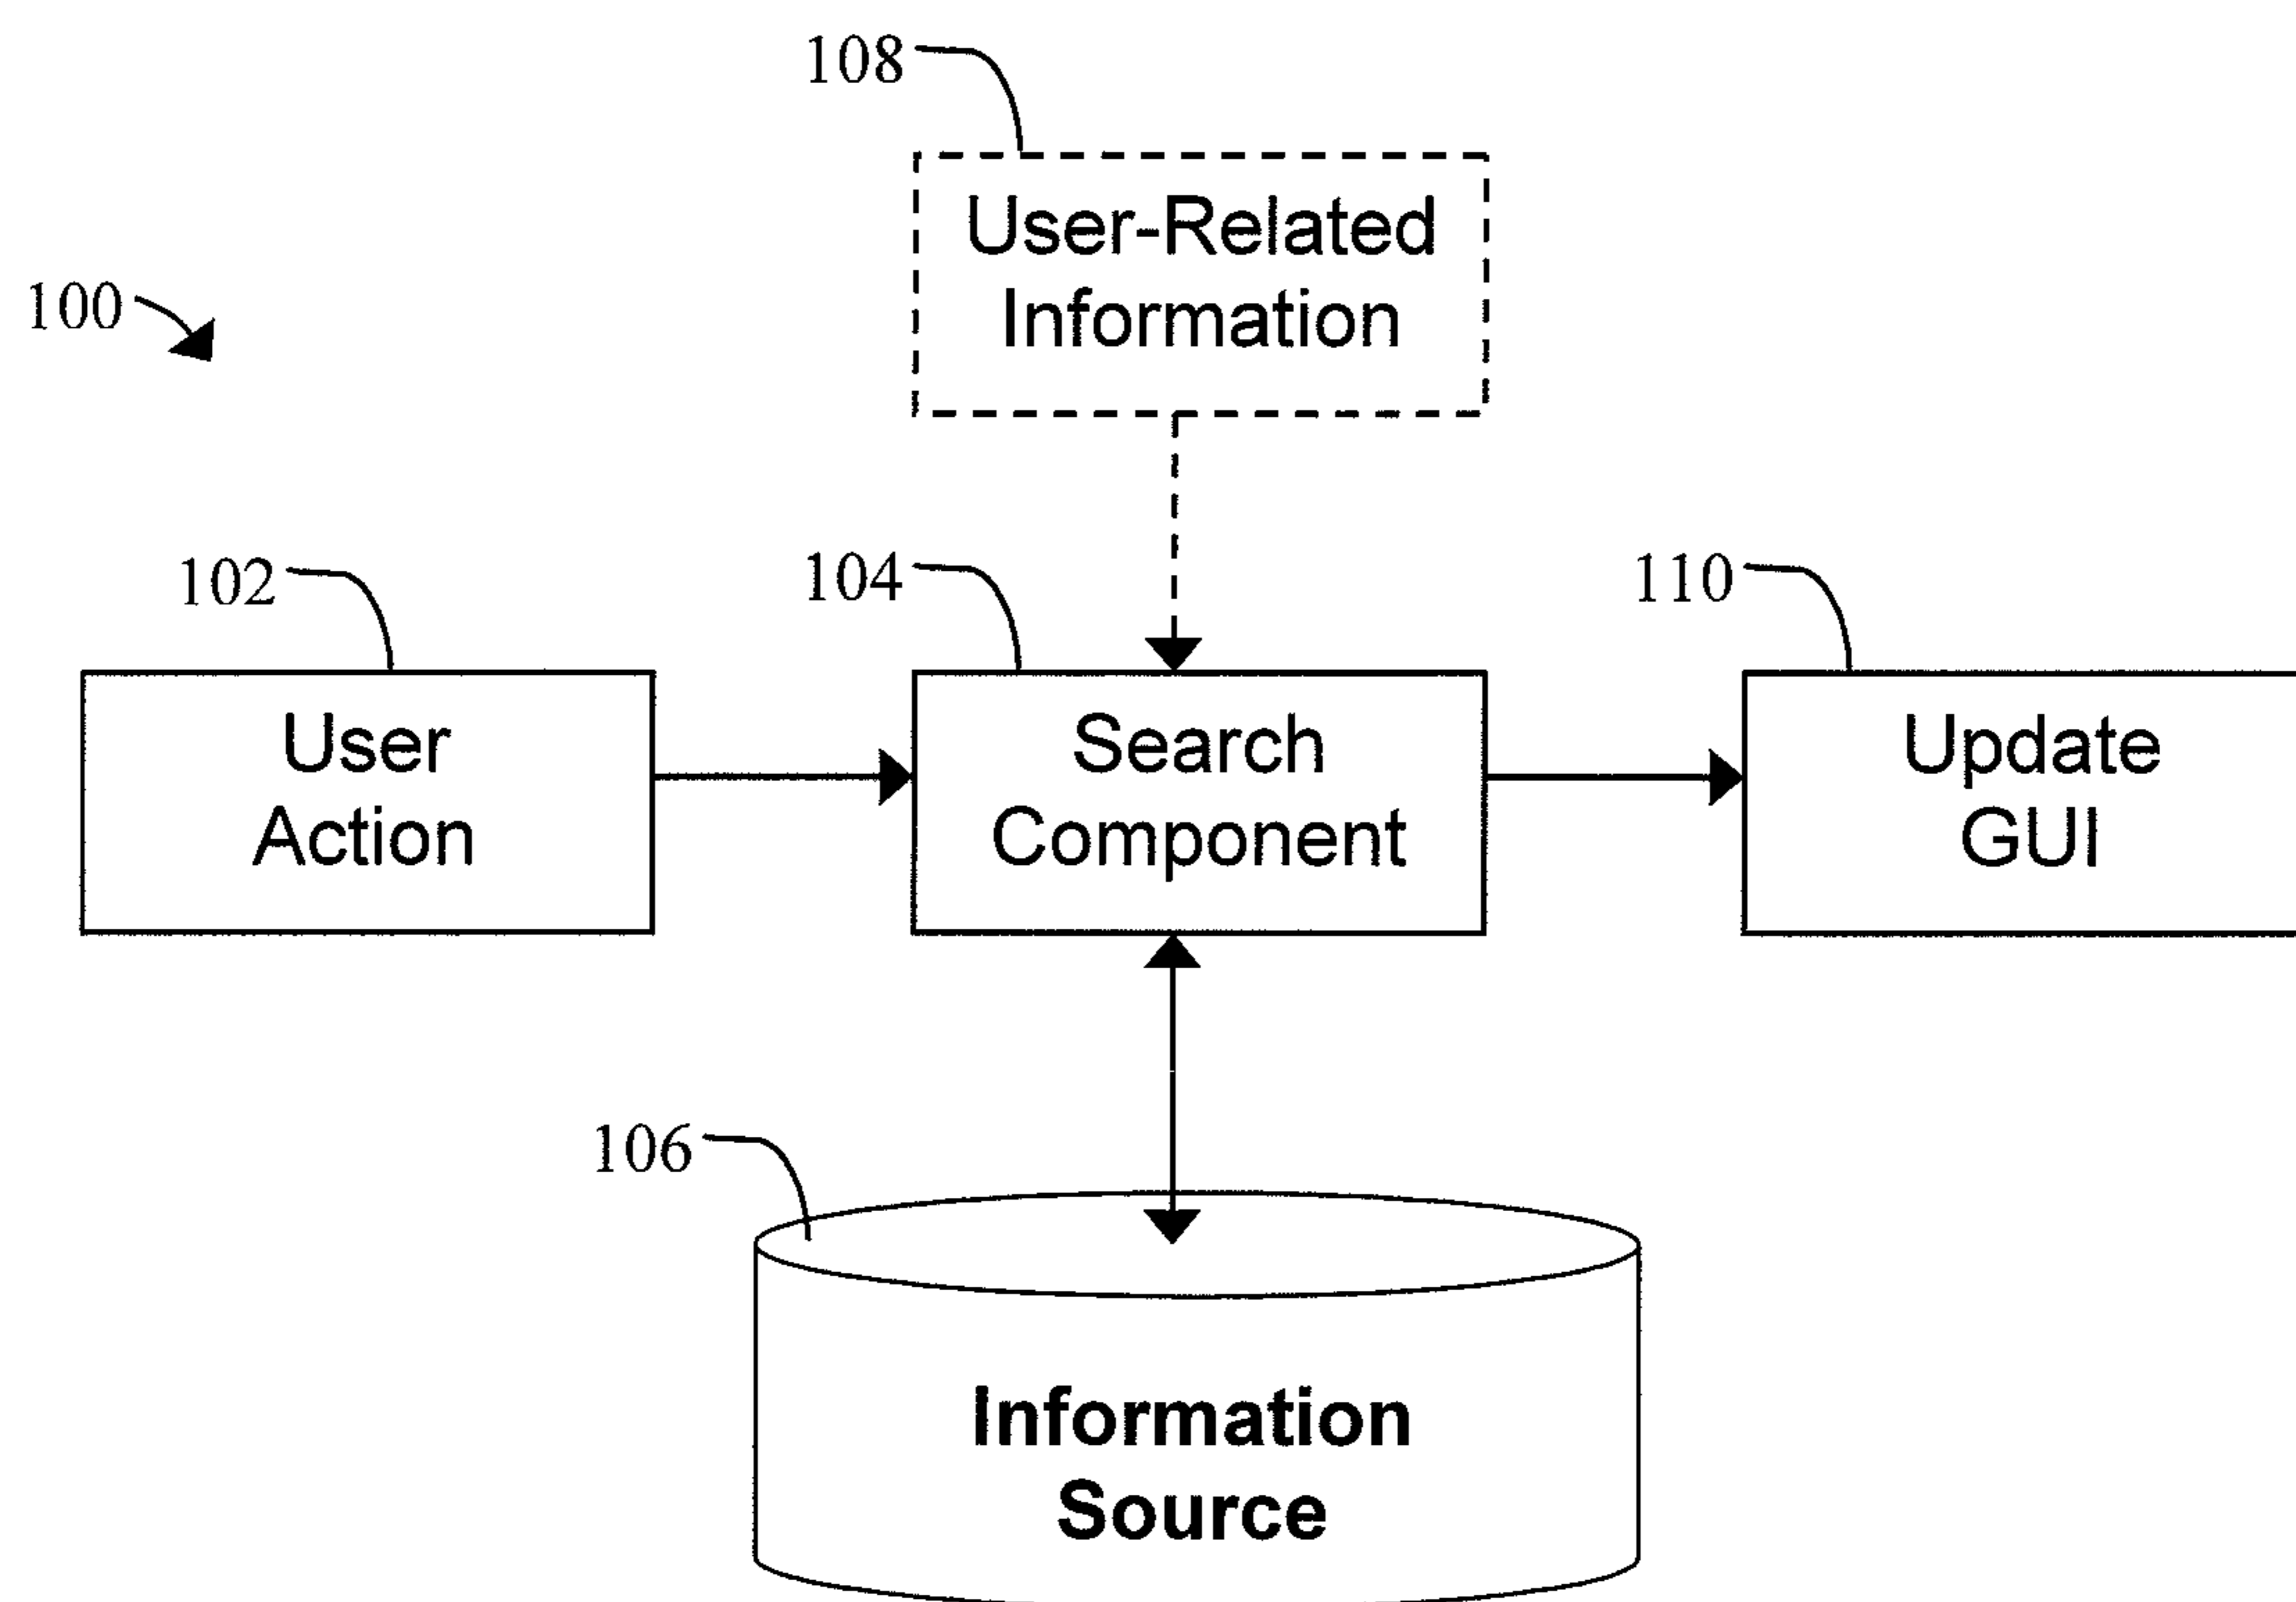 108
User-Related
Information
100
102
104
110
User
Action
Search
Component
Update
GUI
106
Information
Source